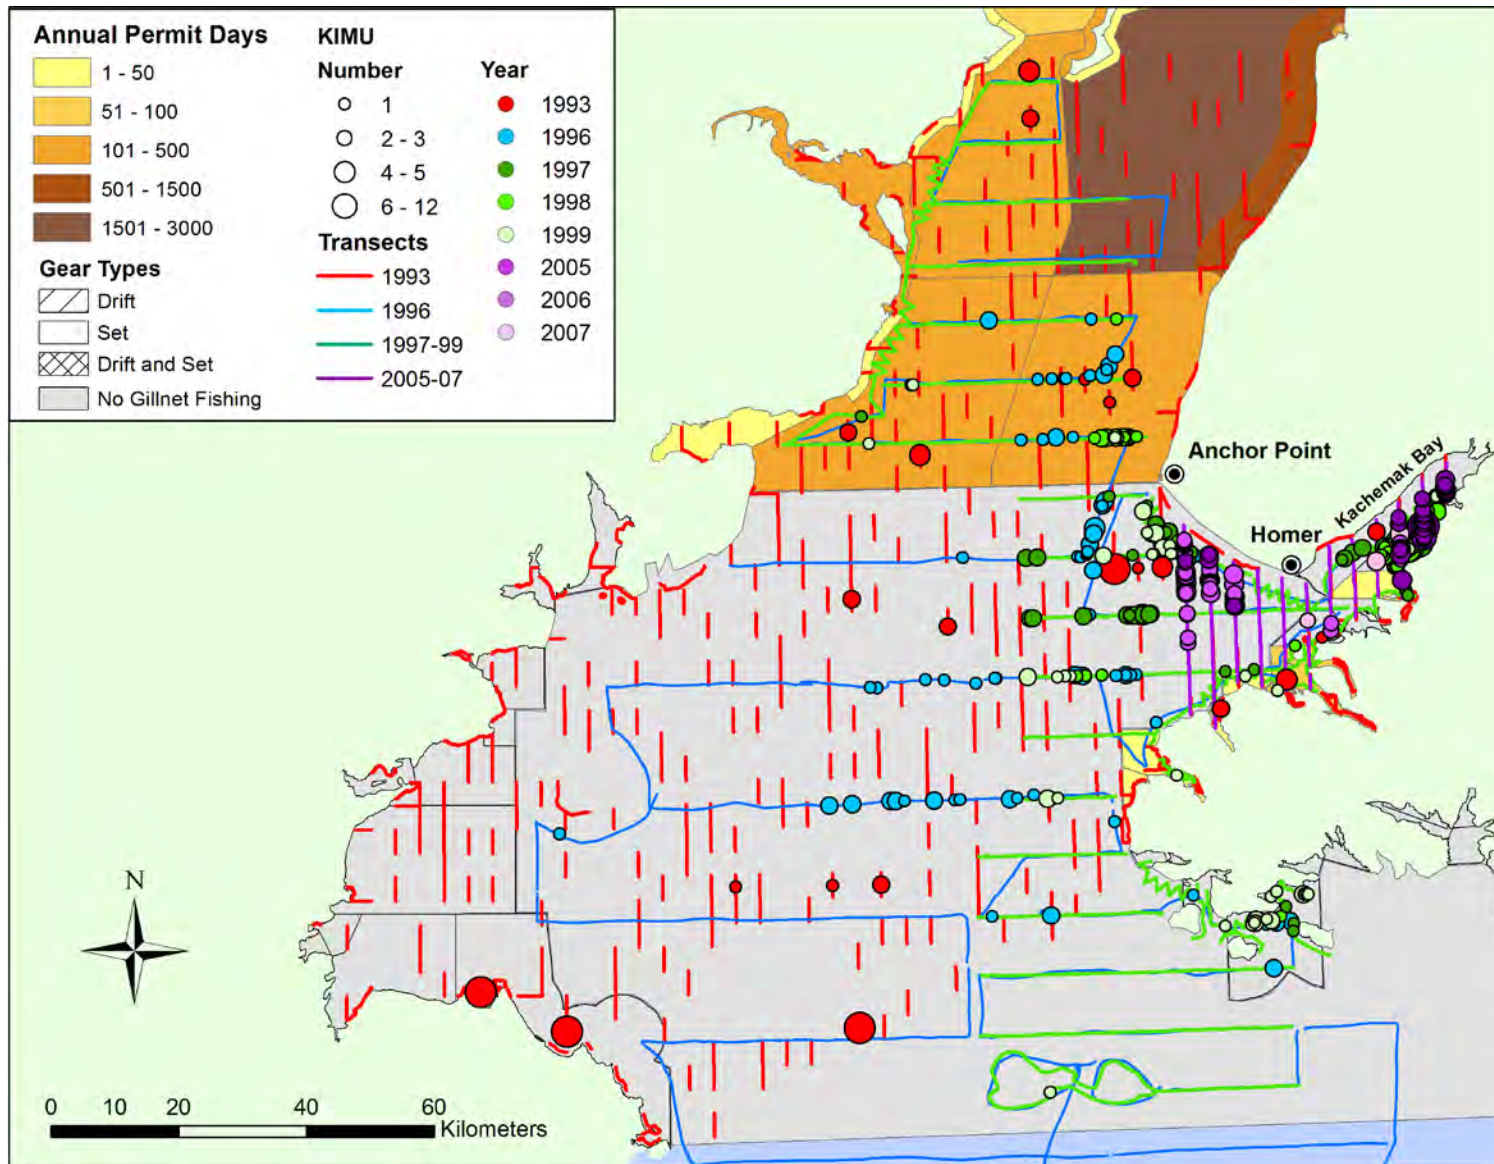 Annual Permit Days
1 - 50
51 - 100
101 - 500
501 - 1500
1501 - 3000
Gear Types
Drift
Set
Drift and Set
No Gillnet Fishing
KIMU
Number
1
2 - 3
4 - 5
6 - 12
Transects
1993
1996
1997-99
2005-07
Year
1993
1996
1997
1998
1999
2005
2006
2007
Anchor Point
Kachemak Bay
Homer
N
0 10 20 40 60
Kilometers